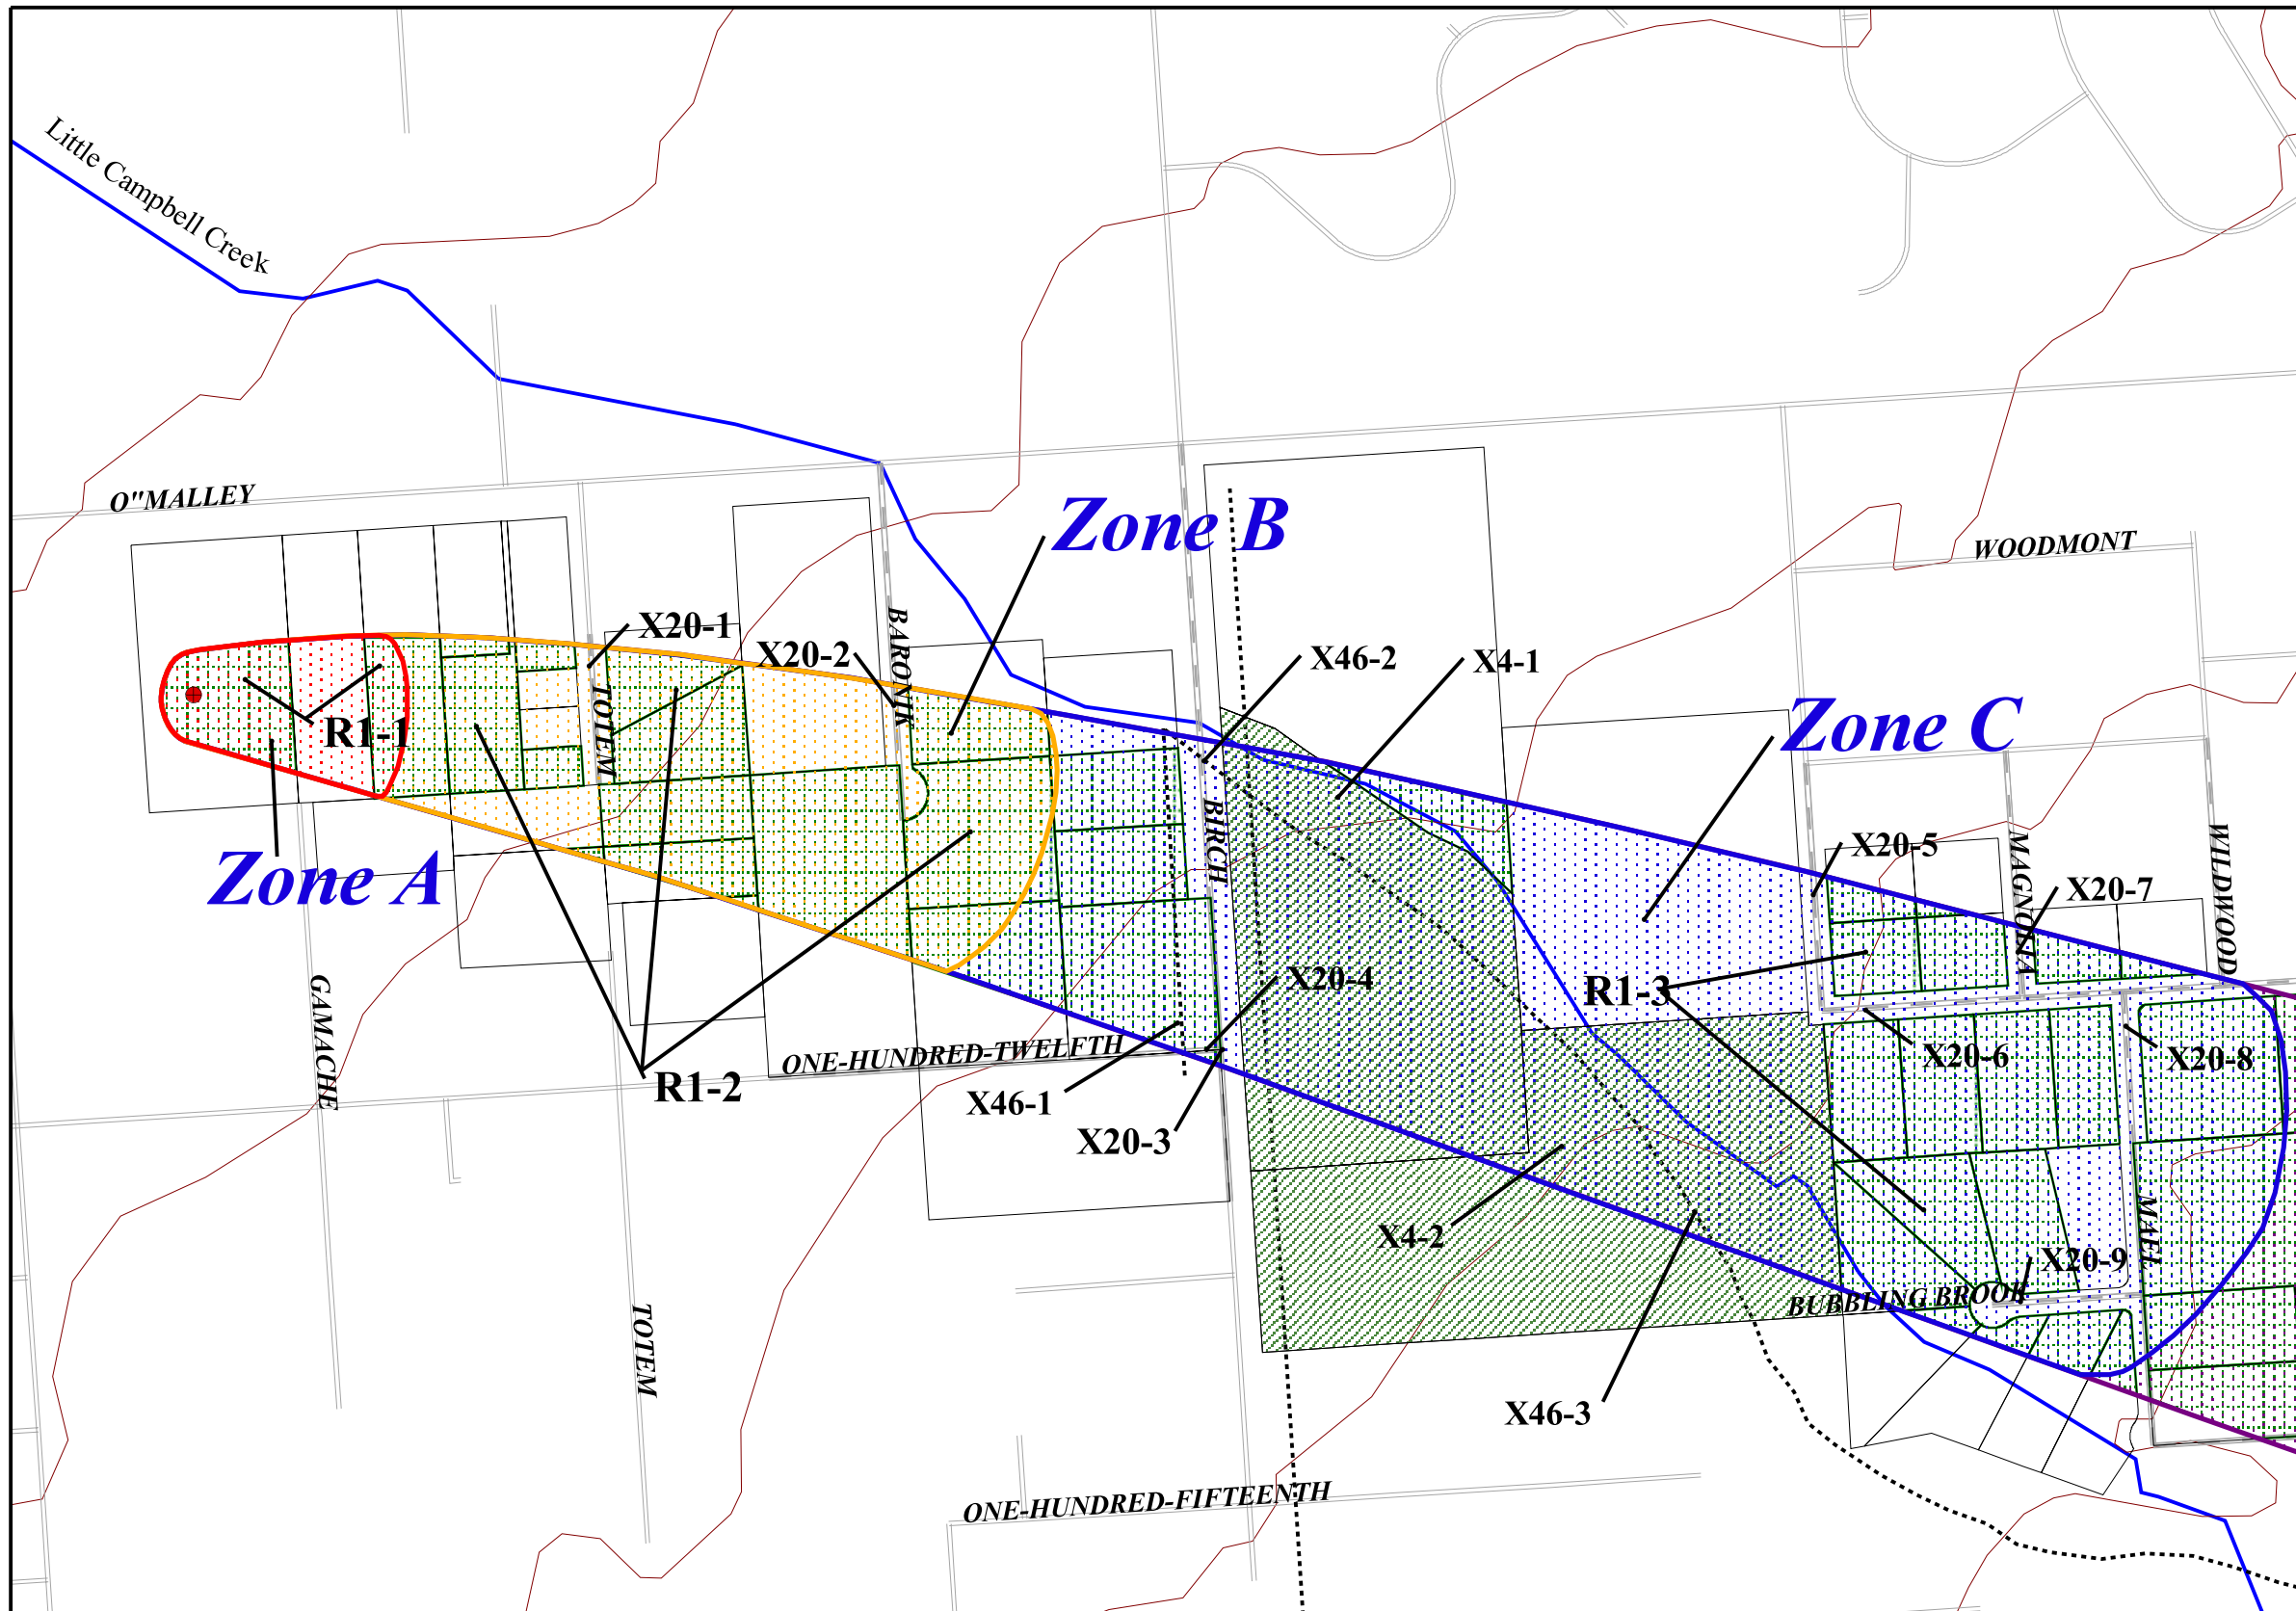 Little Campbell Creek
O"MALLEY
Zone B
WOODMONT
X20-1
X20-2
BARONIK
X46-2
X4-1
TOTEM
R1-1
Zone C
BIRCH
X20-5
MAGNOLIA
WILDWOOD
Zone A
X20-7
GAMACHE
X20-4
R1-3
ONE-HUNDRED-TWELFTH
X20-6
X20-8
R1-2
X46-1
X20-3
X4-2
MAEL
X20-9
BUBBLING BROOK
TOTEM
X46-3
ONE-HUNDRED-FIFTEENTH